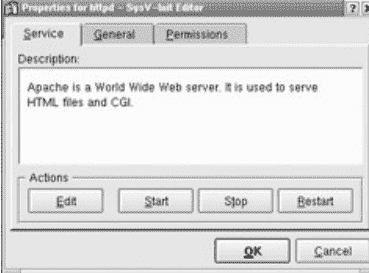 Properties for httpd - SysV-Init Editor
Service General Permissions
Description:
Apache is a World Wide Web server. It is used to serve
HTML files and CGI.
Actions
Edit Start Stop Restart
OK Cancel